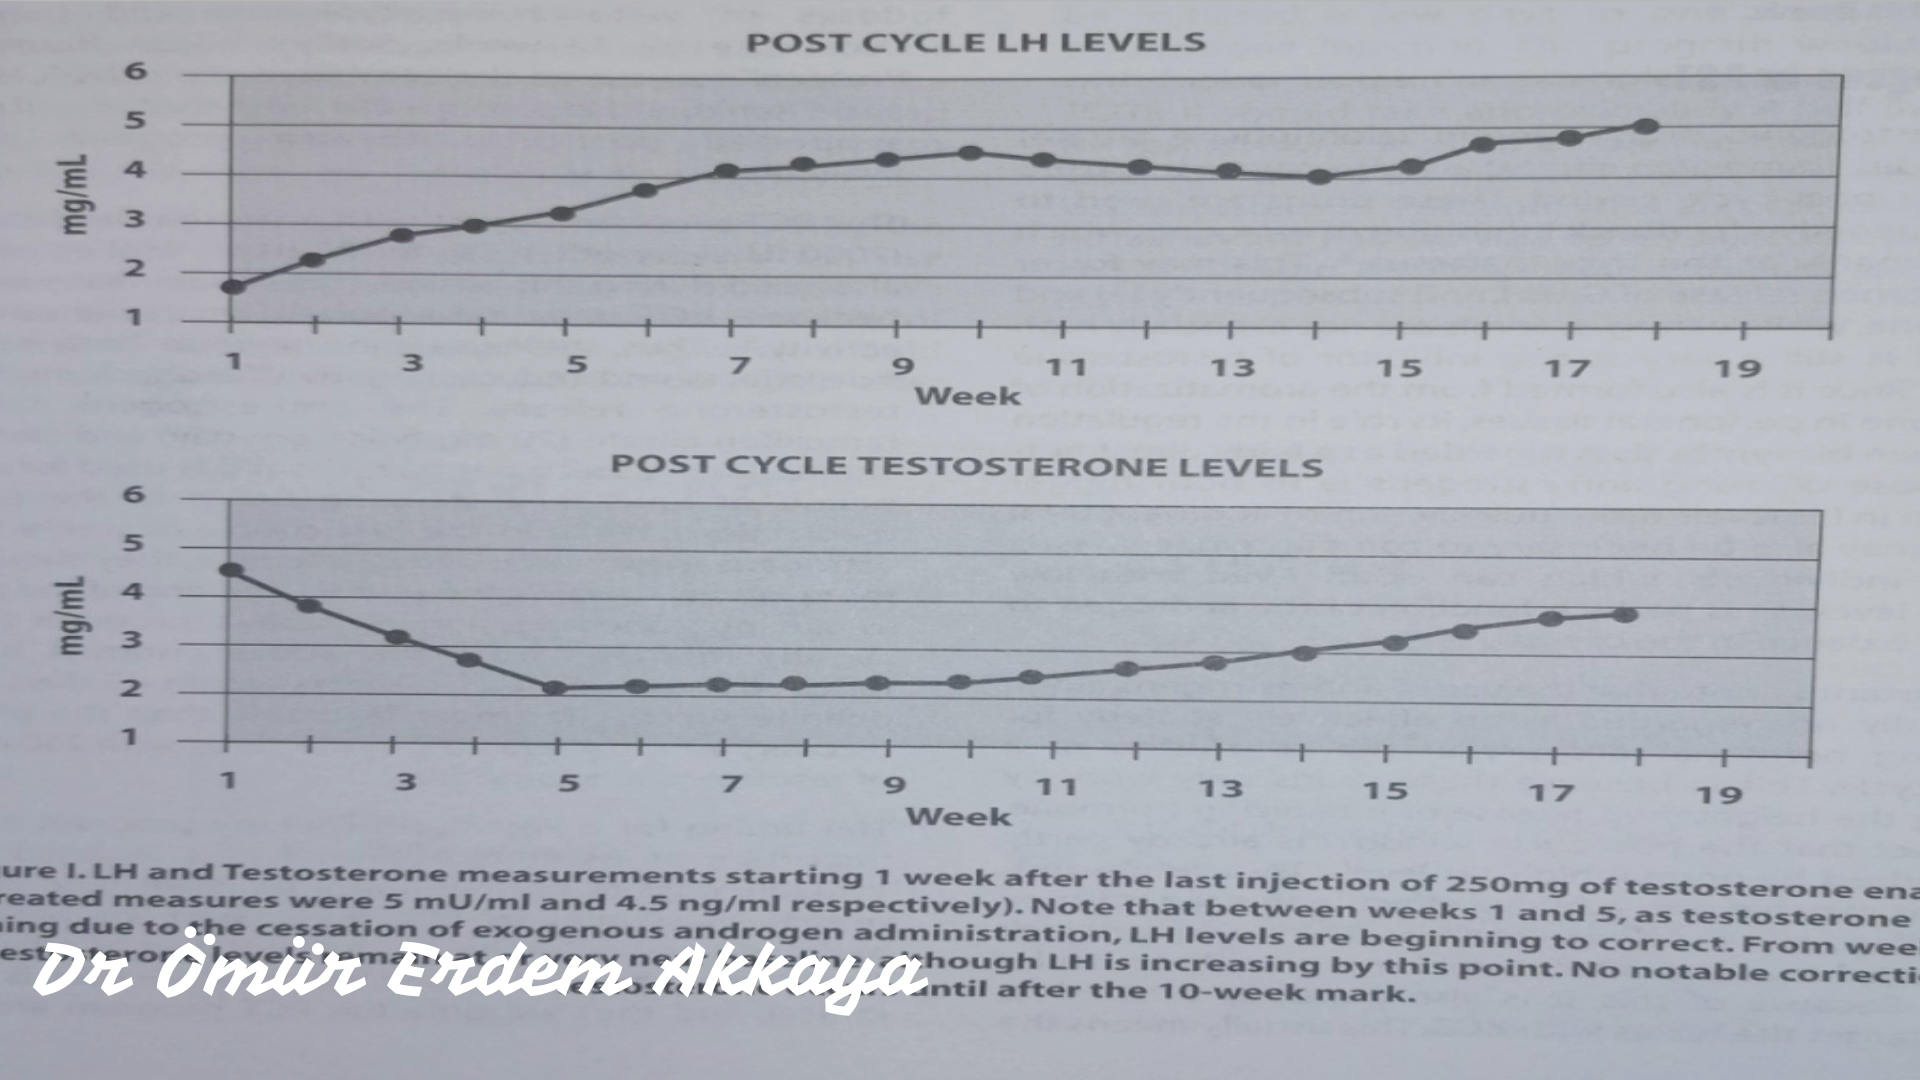 POST CYCLE LH LEVELS
6
5
4
3
2
1
mg/mL
1 3 5 7 9 11 13 15 17 19
Week
POST CYCLE TESTOSTERONE LEVELS
6
5
4
3
2
1
mg/mL
1 3 5 7 9 11 13 15 17 19
Week
ure I. LH and Testosterone measurements starting 1 week after the last injection of 250mg of testosterone ena
reated measures were 5 mU/ml and 4.5 ng/ml respectively). Note that between weeks 1 and 5, as testosterone
ning due to the cessation of exogenous androgen administration, LH levels are beginning to correct. From wee
levels LH is increasing by this point. No notable correcti
until after the 10-week mark.
Dr Ömür Erdem Akkaya